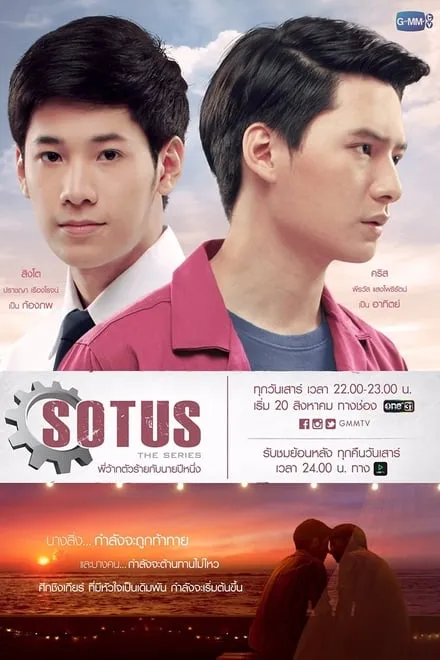 GMM
TV
สิงโต
ปราชญา เรืองโรจน์
เป็น ก้องภพ
คริส
พีรวัส แสงโพธิรัตน์
เป็น อาทิตย์
SOTUS
THE SERIES
พี่ว้ากตัวร้ายกับนายปีหนึ่ง
ทุกวันเสาร์ เวลา 22.00-23.00 น.
เริ่ม 20 สิงหาคม ทางช่อง one 31
GMMTV
รับชมย้อนหลัง ทุกคืนวันเสาร์
เวลา 24.00 น. ทาง
บางสิ่ง... กำลังจะถูกท้าทาย
และบางคน... กำลังจะต้านทานไม่ไหว
ศึกชิงเกียร์ ที่มีหัวใจเป็นเดิมพัน กำลังจะเริ่มต้นขึ้น